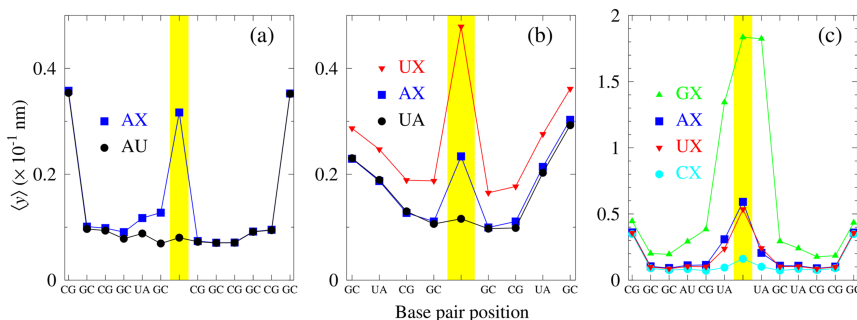 (a)
0.4
0.2
0
AX
AU
⟨y⟩ (× 10⁻¹ nm)
CG GC CG GC UA GC CG GC CG GC CG GC
(b)
0.4
0.2
0
UX
AX
UA
GC UA CG GC GC CG UA GC
Base pair position
(c)
2
1.5
1
0.5
0
GX
AX
UX
CX
CG GC GC AU CG UA UA GC UA CG CG GC